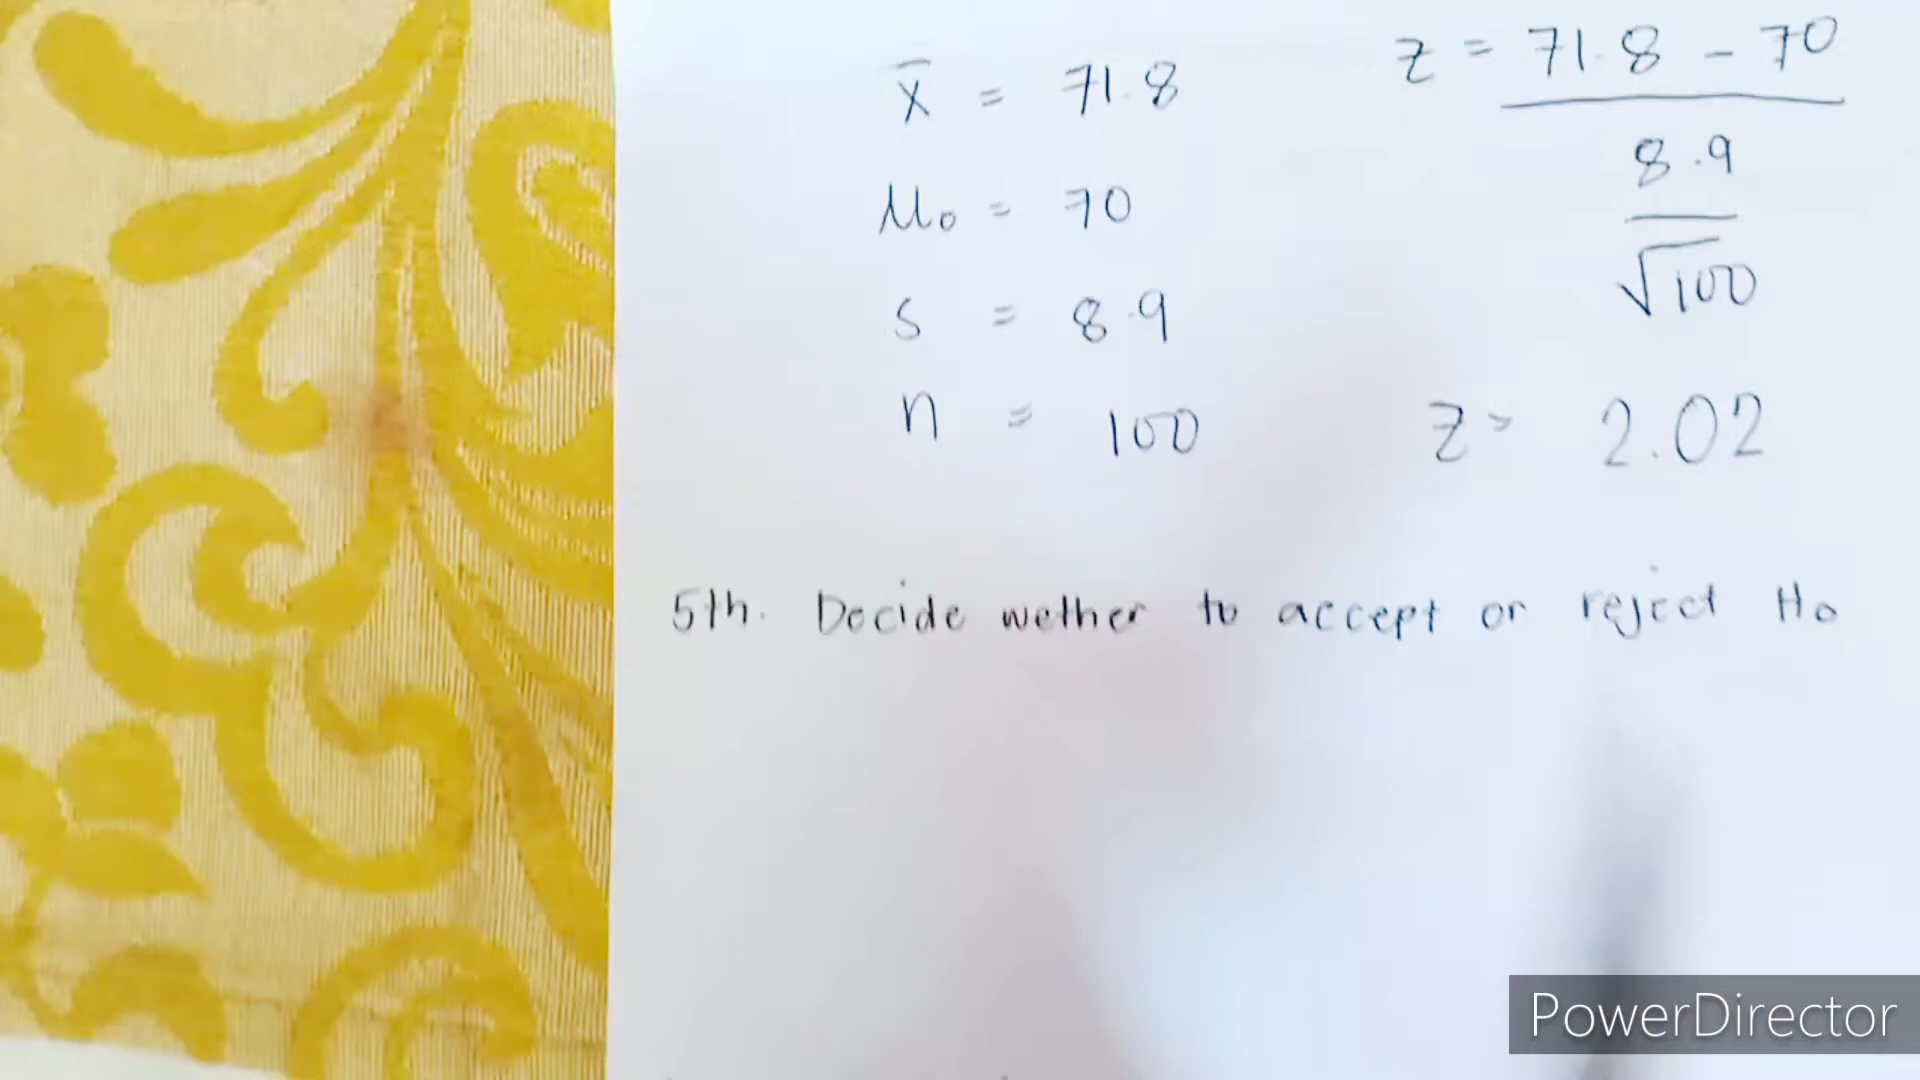 x̄ = 71.8
μ₀ = 70
s = 8.9
n = 100
z = 71.8 - 70
8.9
√100
z = 2.02
5th. Decide wether to accept or reject H₀
PowerDirector